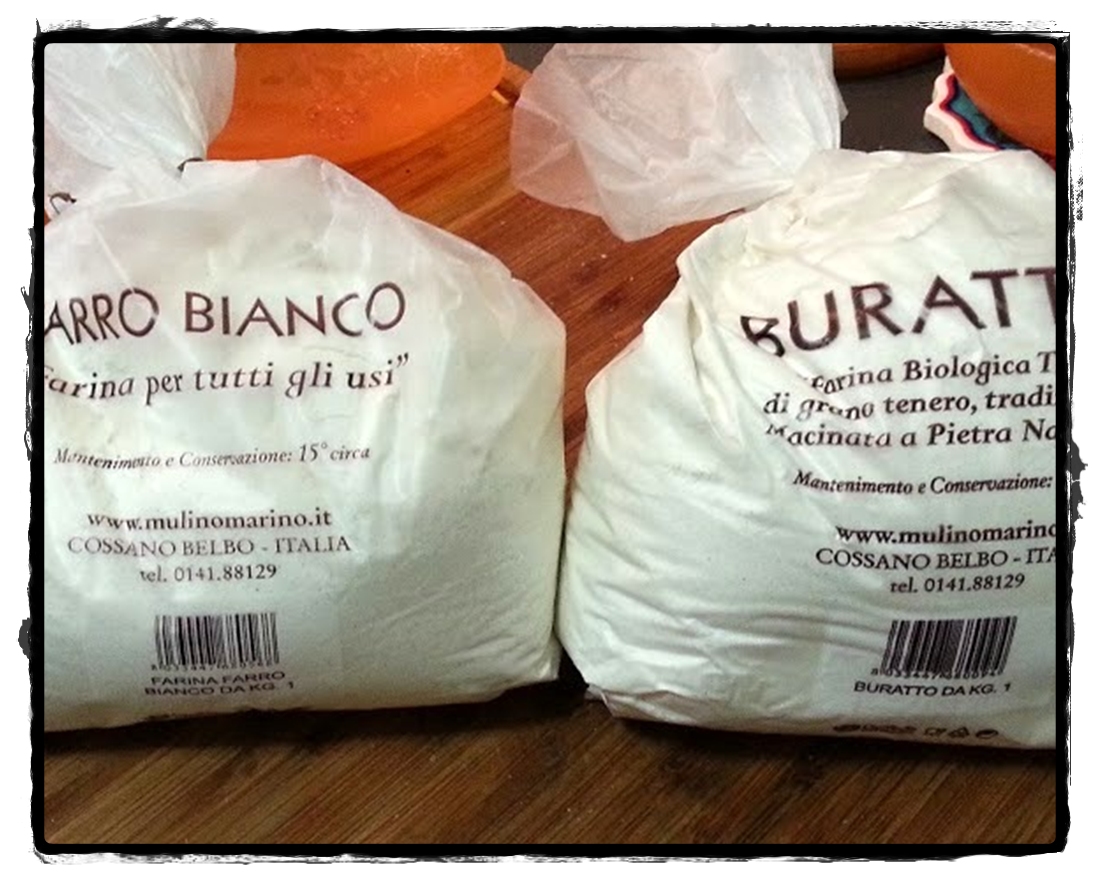 ARRO BIANCO
arina per tutti gli usi"
Mantenimento e Conservazione: 15° circa
www.mulinomarino.it
COSSANO BELBO - ITALIA
tel. 0141.88129
FARINA FARRO
BIANCO DA KG. 1
BURATT
"Farina Biologica T
di grano tenero, tradi
Macinata a Pietra Na
Mantenimento e Conservazione:
www.mulinomarino
COSSANO BELBO - ITA
tel. 0141.88129
BURATTO DA KG. 1